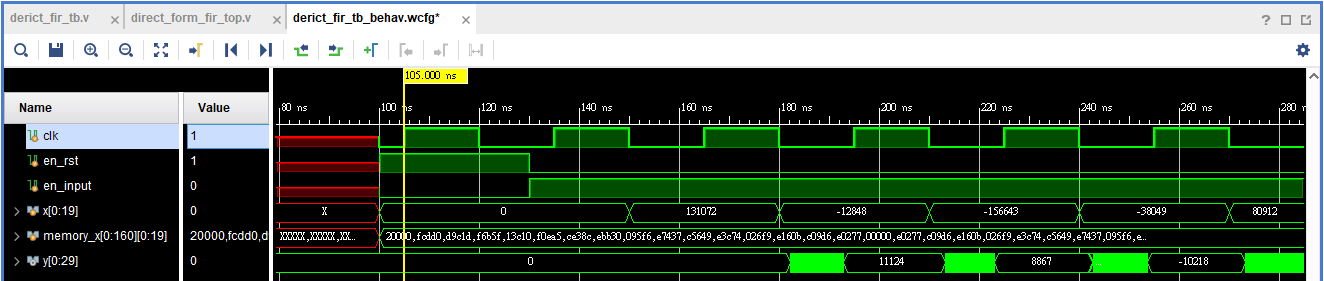 derict_fir_tb.v × direct_form_fir_top.v × derict_fir_tb_behav.wcfg* ×
?
105.000 ns
Name Value
80 ns 100 ns 120 ns 140 ns 160 ns 180 ns 200 ns 220 ns 240 ns 260 ns 280
clk 1
en_rst 1
en_input 0
x[0:19] 0 X 0 131072 -12848 -156643 -38049 80912
memory_x[0:160][0:19] 20000,fcdd0,d XXXXX,XXXXX,XX... 20000,fcdd0,d9c1d,f6b5f,13c10,f0ea5,ce38c,ebb30,095f6,e7437,c5649,e3c74,026f9,e160b,c09d6,e0277,00000,e0277,c09d6,e160b,026f9,e3c74,c5649,e7437,095f6,e...
y[0:29] 0 0 11124 8867 ... -10218